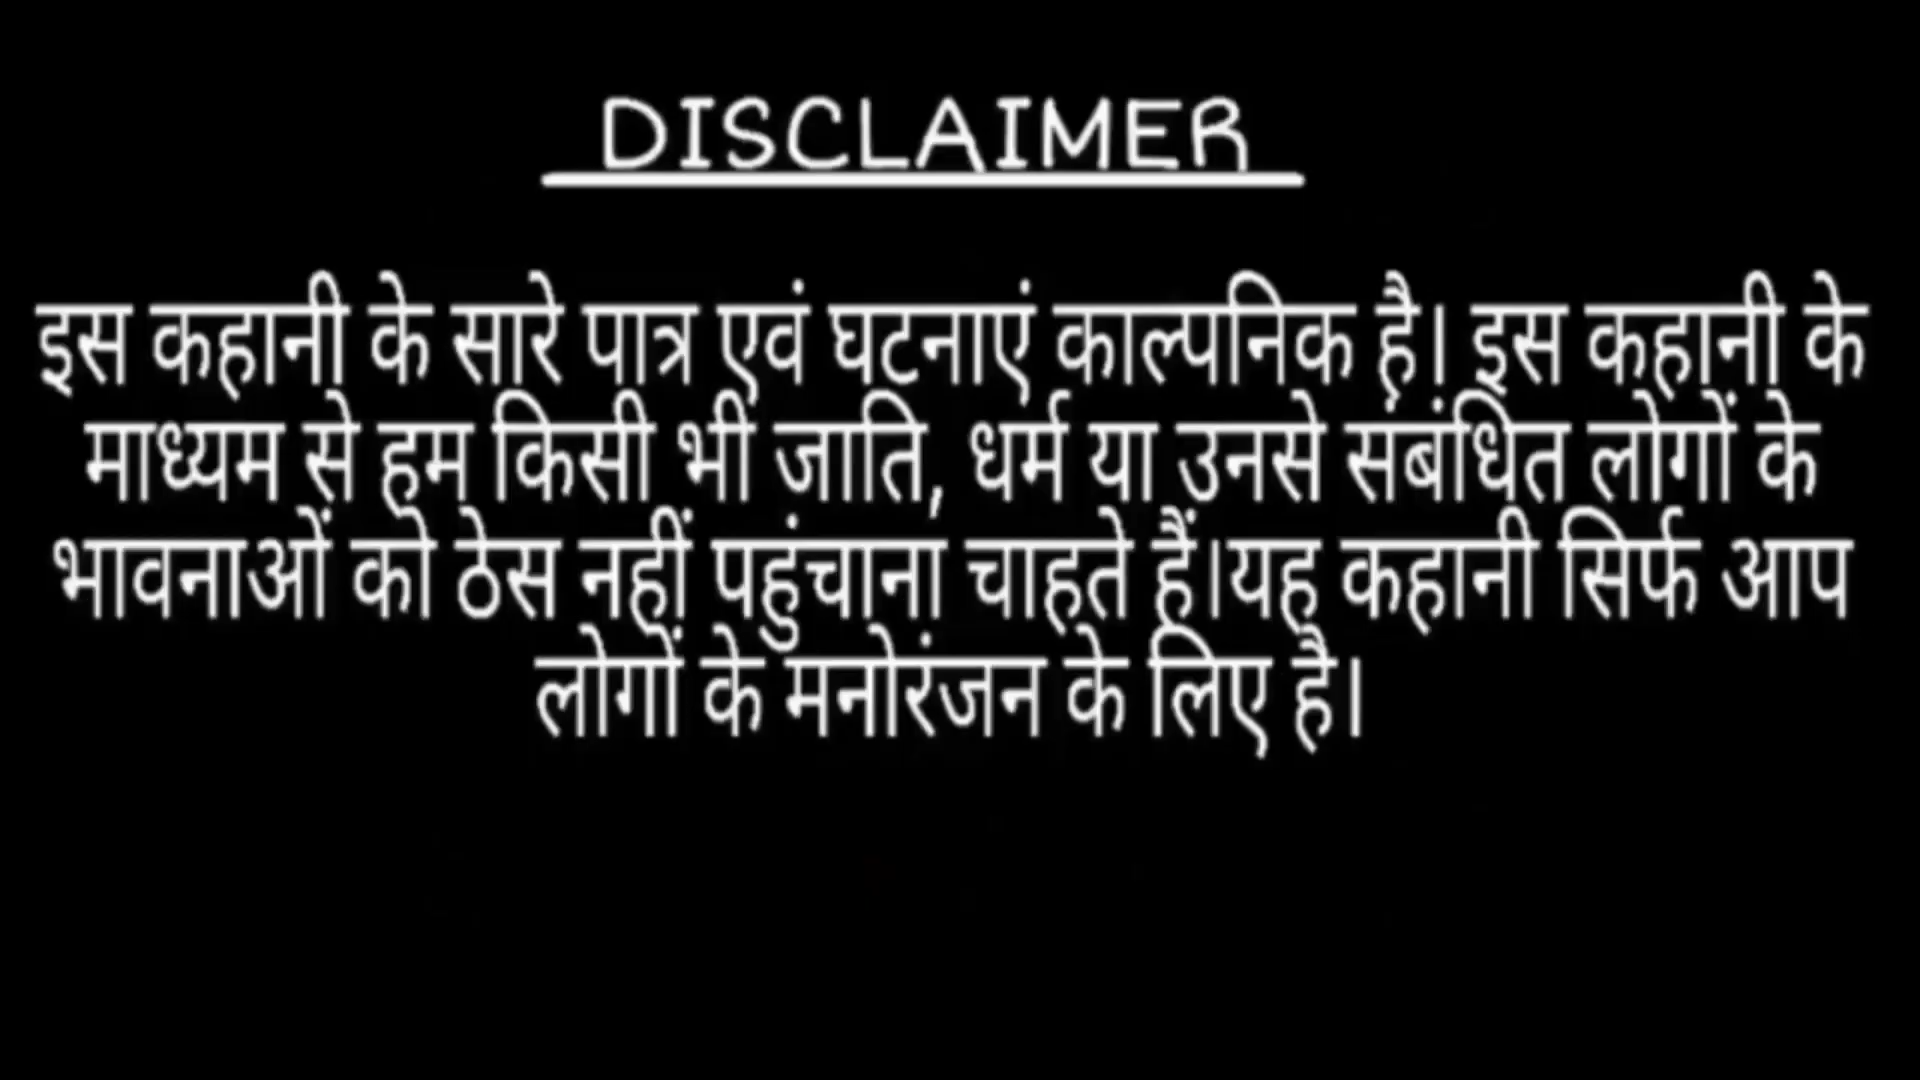 DISCLAIMER
इस कहानी के सारे पात्र एवं घटनाएं काल्पनिक है। इस कहानी के
माध्यम से हम किसी भी जाति, धर्म या उनसे संबंधित लोगों के
भावनाओं को ठेस नहीं पहुंचाना चाहते हैं।यह कहानी सिर्फ आप
लोगों के मनोरंजन के लिए है।